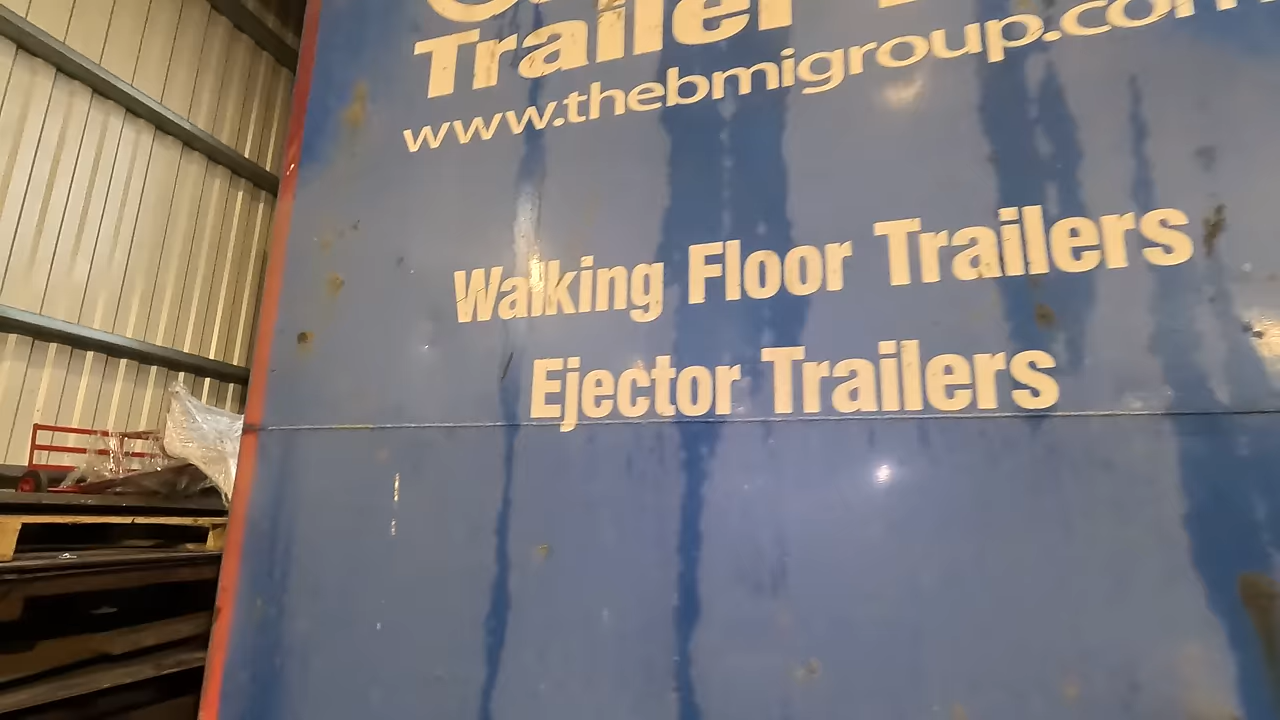 Trailer
www.thebmigroup.com
Walking Floor Trailers
Ejector Trailers